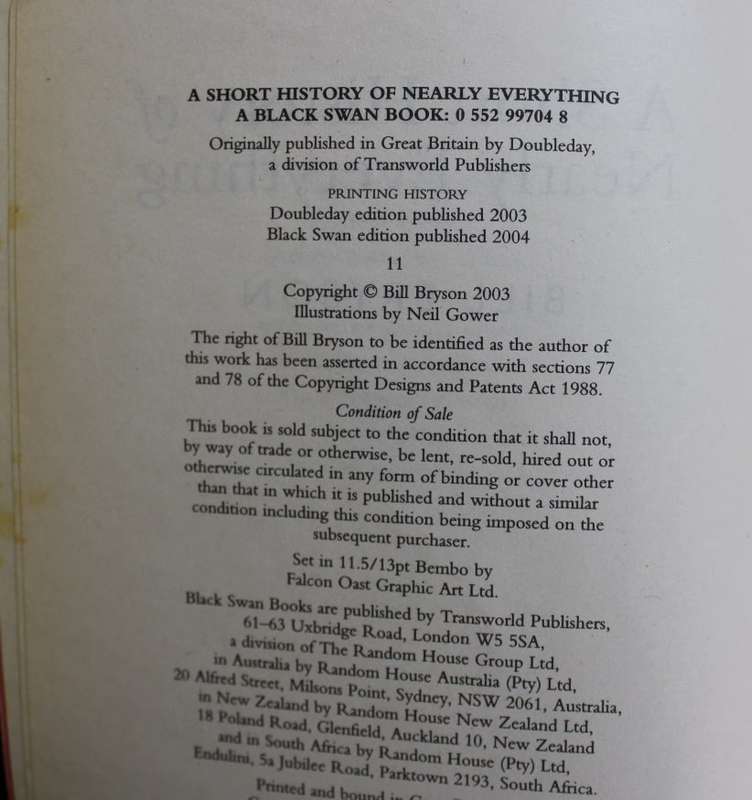 A SHORT HISTORY OF NEARLY EVERYTHING
A BLACK SWAN BOOK: 0 552 99704 8
Originally published in Great Britain by Doubleday,
a division of Transworld Publishers
PRINTING HISTORY
Doubleday edition published 2003
Black Swan edition published 2004
11
Copyright © Bill Bryson 2003
Illustrations by Neil Gower
The right of Bill Bryson to be identified as the author of
this work has been asserted in accordance with sections 77
and 78 of the Copyright Designs and Patents Act 1988.
Condition of Sale
This book is sold subject to the condition that it shall not,
by way of trade or otherwise, be lent, re-sold, hired out or
otherwise circulated in any form of binding or cover other
than that in which it is published and without a similar
condition including this condition being imposed on the
subsequent purchaser.
Set in 11.5/13pt Bembo by
Falcon Oast Graphic Art Ltd.
Black Swan Books are published by Transworld Publishers,
61–63 Uxbridge Road, London W5 5SA,
a division of The Random House Group Ltd,
in Australia by Random House Australia (Pty) Ltd,
20 Alfred Street, Milsons Point, Sydney, NSW 2061, Australia,
in New Zealand by Random House New Zealand Ltd,
18 Poland Road, Glenfield, Auckland 10, New Zealand
and in South Africa by Random House (Pty) Ltd,
Endulini, 5a Jubilee Road, Parktown 2193, South Africa.
Printed and bound in